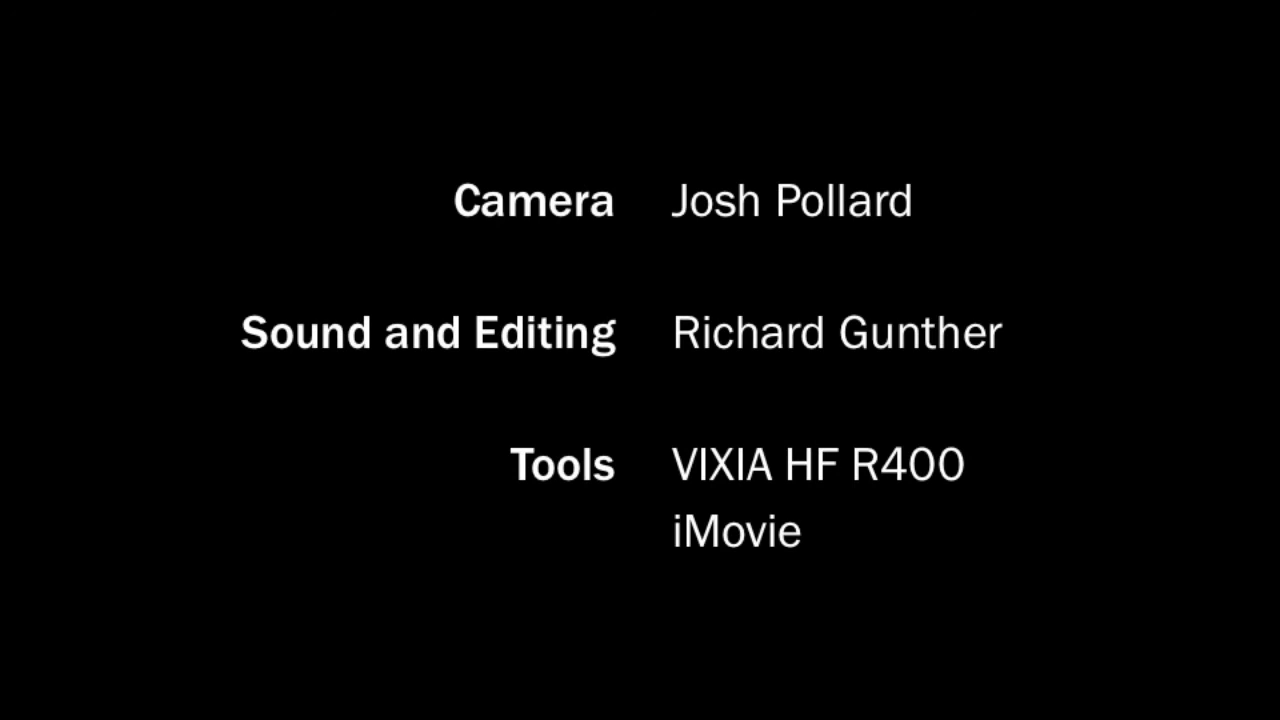 Camera Josh Pollard
Sound and Editing Richard Gunther
Tools VIXIA HF R400
iMovie